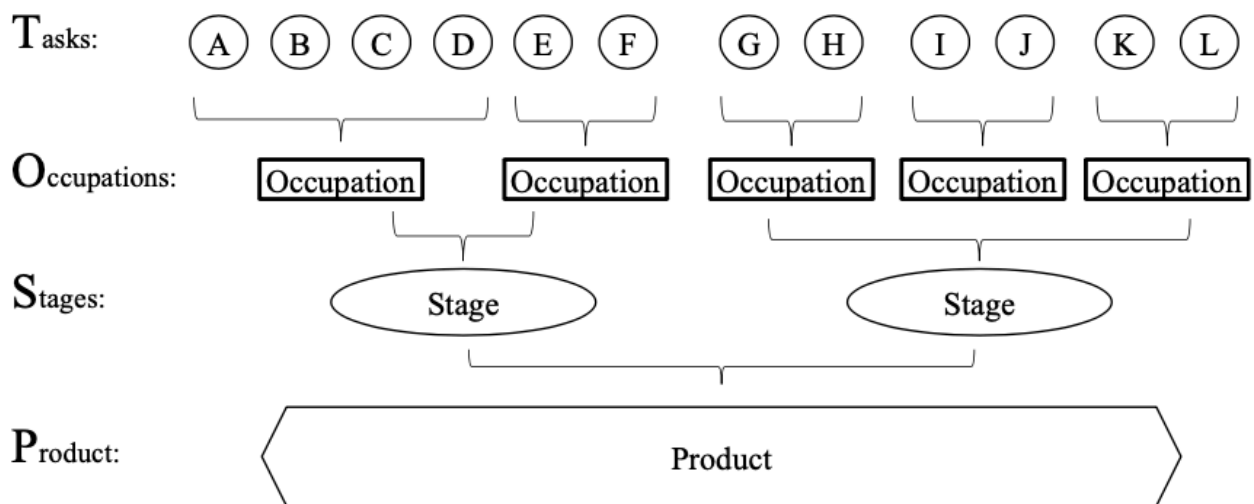 Tasks: A B C D E F G H I J K L
Occupations: Occupation Occupation Occupation Occupation Occupation
Stages: Stage Stage
Product: Product